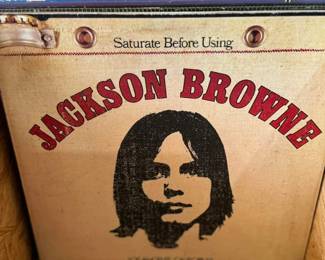 Saturate Before Using
JACKSON BROWNE